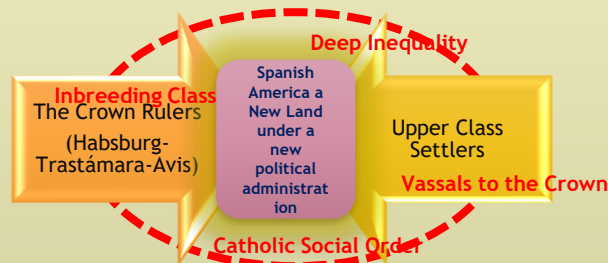 Deep Inequality
Inbreeding Class
The Crown Rulers
(Habsburg-
Trastámara-Avis)
Spanish
America a
New Land
under a
new
political
administrat
ion
Upper Class
Settlers
Vassals to the Crown
Catholic Social Order